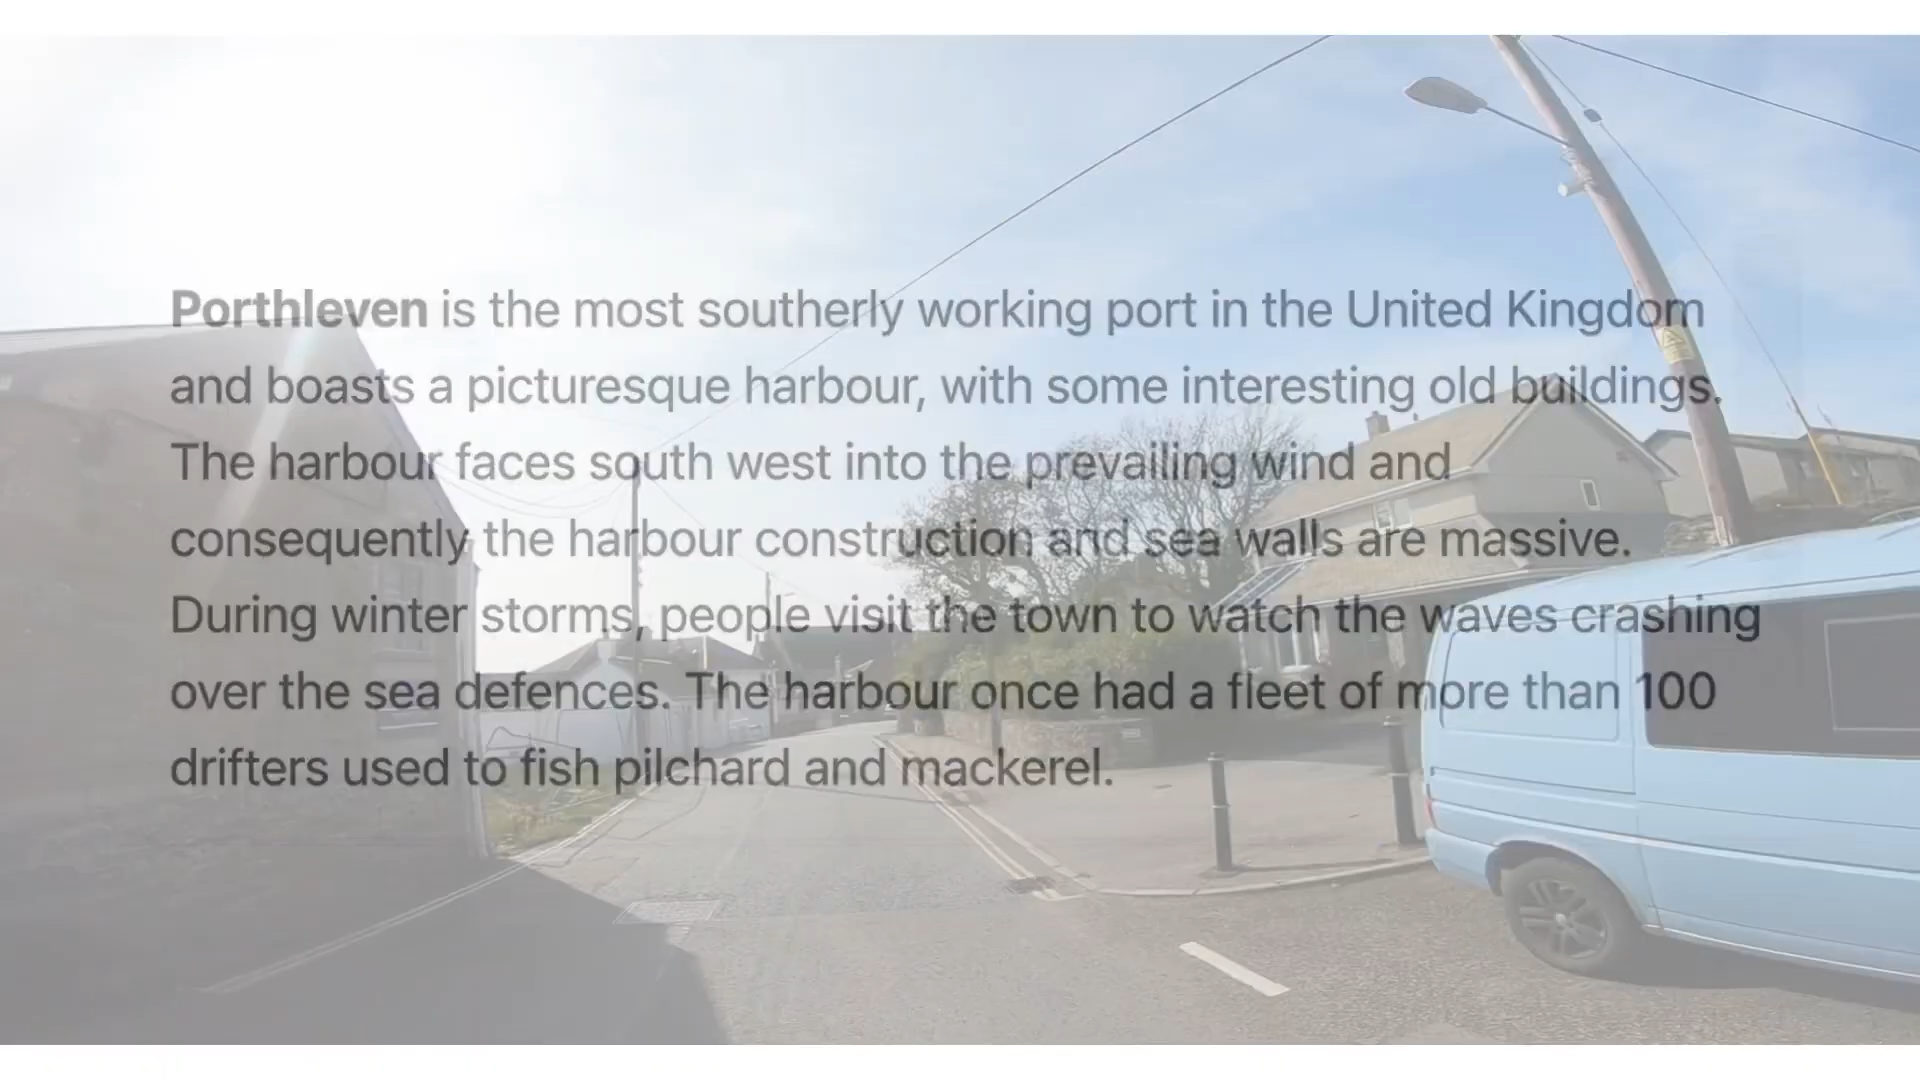 Porthleven is the most southerly working port in the United Kingdom
and boasts a picturesque harbour, with some interesting old buildings.
The harbour faces south west into the prevailing wind and
consequently the harbour construction and sea walls are massive.
During winter storms, people visit the town to watch the waves crashing
over the sea defences. The harbour once had a fleet of more than 100
drifters used to fish pilchard and mackerel.